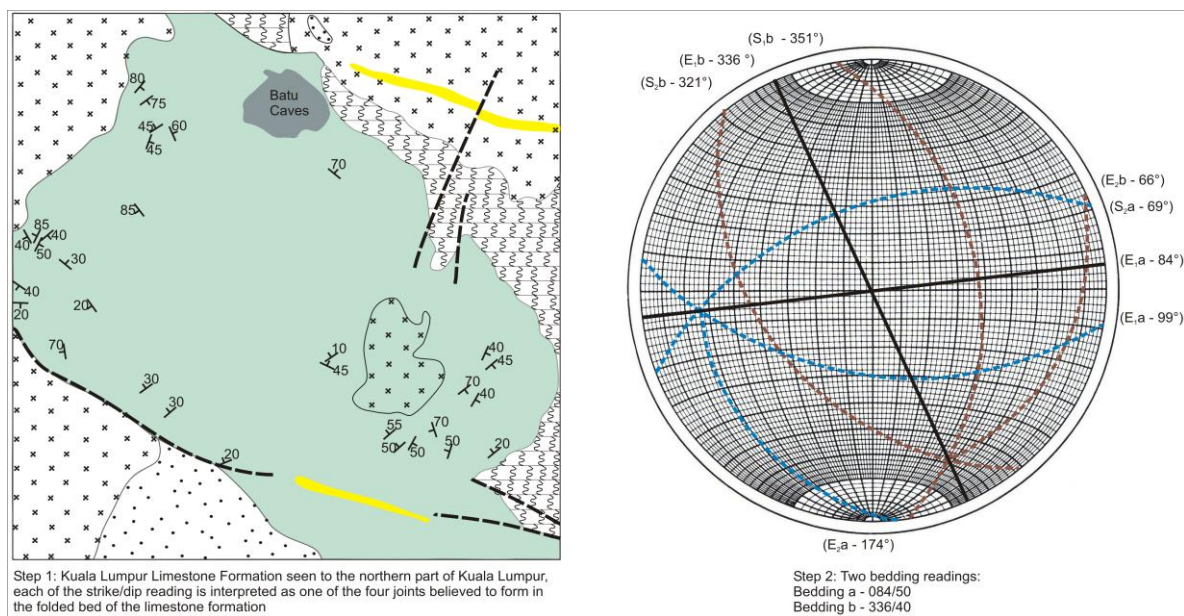 80
75
45
60
45
Batu
Caves
70
85
85
40
40
50
30
40
20
20
70
30
30
20
10
45
40
45
70
40
55
50
50
70
50
20
Step 1: Kuala Lumpur Limestone Formation seen to the northern part of Kuala Lumpur,
each of the strike/dip reading is interpreted as one of the four joints believed to form in
the folded bed of the limestone formation
(S₁b - 351°)
(E₁b - 336 °)
(S₂b - 321°)
(E₂b - 66°)
(S₂a - 69°)
(E₁a - 84°)
(E₁a - 99°)
(E₂a - 174°)
Step 2: Two bedding readings:
Bedding a - 084/50
Bedding b - 336/40